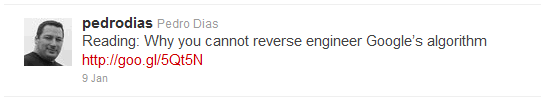 pedrodias Pedro Dias
Reading: Why you cannot reverse engineer Google's algorithm
http://goo.gl/5Qt5N
9 Jan